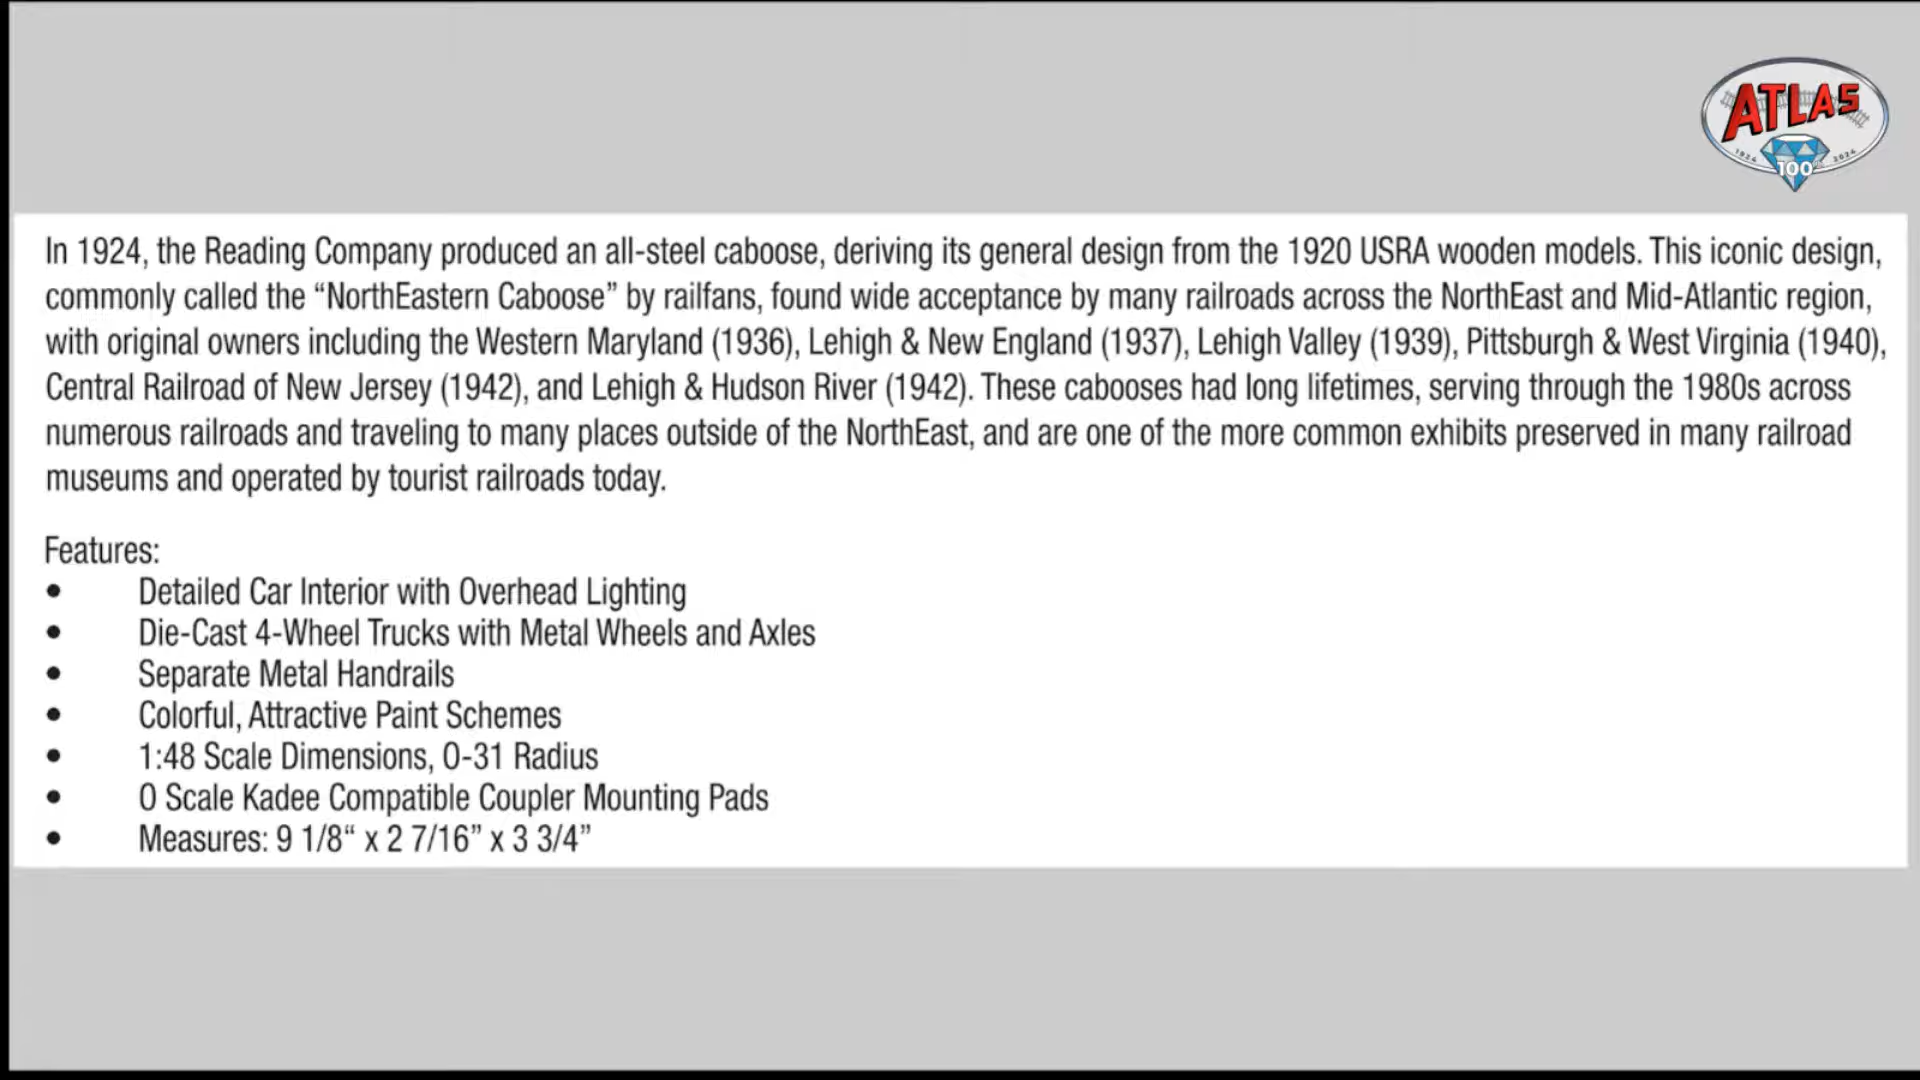 ATLAS
1924 100 2024
In 1924, the Reading Company produced an all-steel caboose, deriving its general design from the 1920 USRA wooden models. This iconic design,
commonly called the “NorthEastern Caboose” by railfans, found wide acceptance by many railroads across the NorthEast and Mid-Atlantic region,
with original owners including the Western Maryland (1936), Lehigh & New England (1937), Lehigh Valley (1939), Pittsburgh & West Virginia (1940),
Central Railroad of New Jersey (1942), and Lehigh & Hudson River (1942). These cabooses had long lifetimes, serving through the 1980s across
numerous railroads and traveling to many places outside of the NorthEast, and are one of the more common exhibits preserved in many railroad
museums and operated by tourist railroads today.
Features:
• Detailed Car Interior with Overhead Lighting
• Die-Cast 4-Wheel Trucks with Metal Wheels and Axles
• Separate Metal Handrails
• Colorful, Attractive Paint Schemes
• 1:48 Scale Dimensions, O-31 Radius
• O Scale Kadee Compatible Coupler Mounting Pads
• Measures: 9 1/8“ x 2 7/16” x 3 3/4”